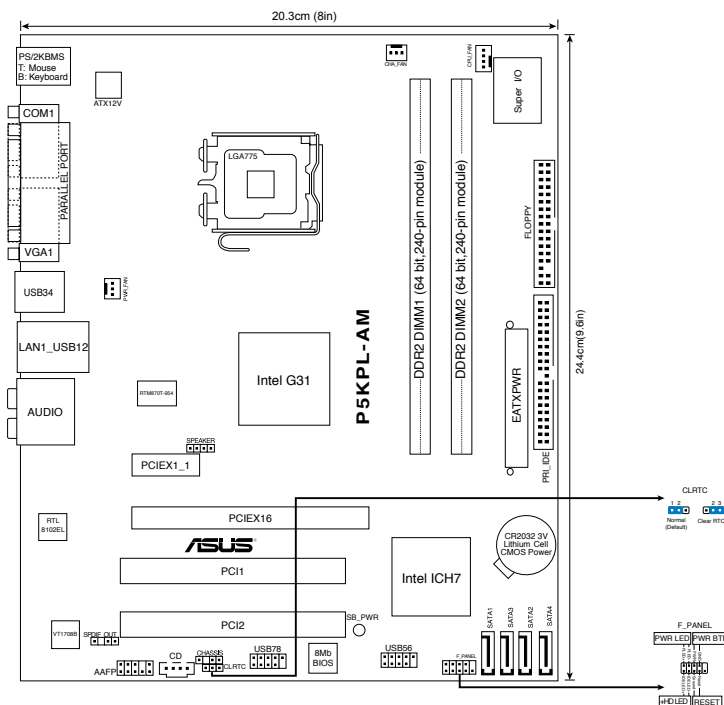 20.3cm (8in)
PS/2KBMS
T: Mouse
B: Keyboard
ATX12V
CHA_FAN
CPU_FAN
Super I/O
COM1
PARALLEL PORT
VGA1
LGA775
DDR2 DIMM1 (64 bit,240-pin module)
DDR2 DIMM2 (64 bit,240-pin module)
FLOPPY
24.4cm(9.6in)
USB34
PWR_FAN
LAN1_USB12
P5KPL-AM
Intel G31
EATXPWR
PRI_IDE
AUDIO
RTM870T-954
SPEAKER
PCIEX1_1
CLRTC
1 2
2 3
Normal
(Default)
Clear RTC
PCIEX16
RTL
8102EL
ASUS
CR2032 3V
Lithium Cell
CMOS Power
PCI1
Intel ICH7
PCI2
SB_PWR
SATA1
SATA3
SATA2
SATA4
VT1708B
SPDIF_OUT
AAFP
CD
CHASSIS
CLRTC
USB78
8Mb
BIOS
USB56
F_PANEL
F_PANEL
PWR LED
PWR BTN
+HDLED
RESET